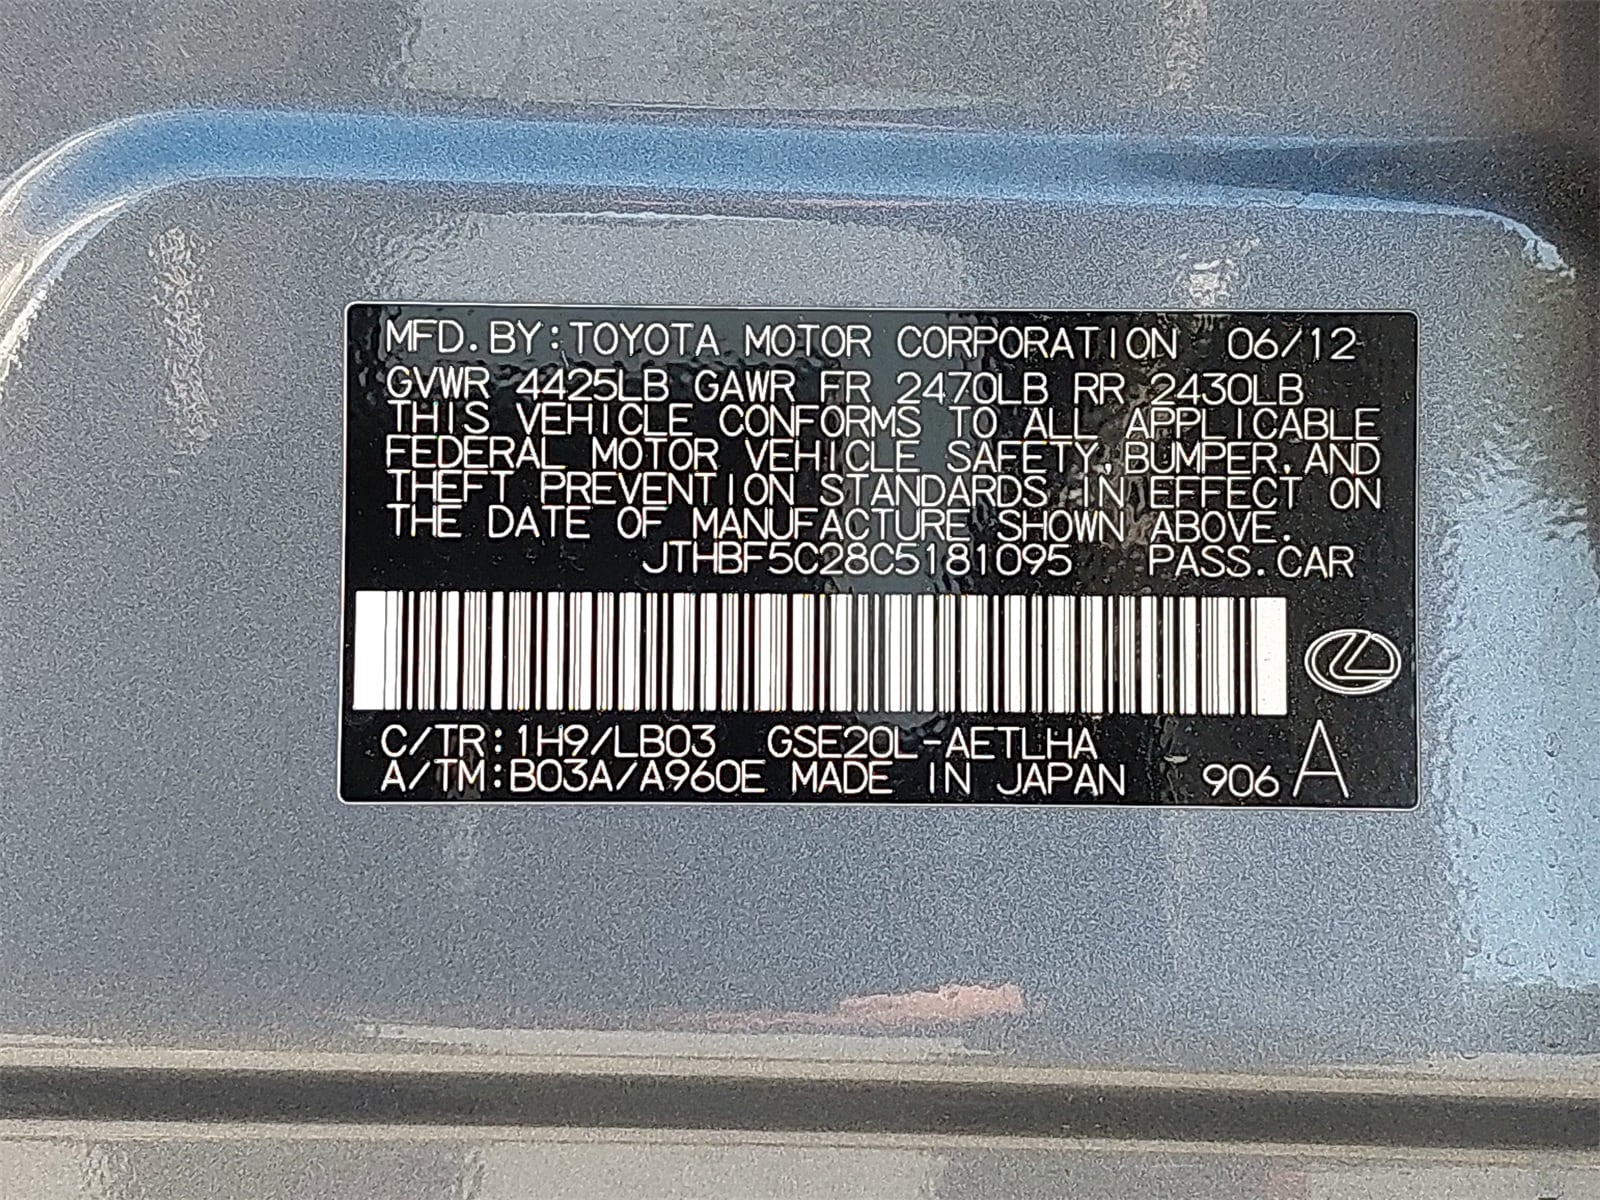 MFD.BY:TOYOTA MOTOR CORPORATION 06/12
GVWR 4425LB GAWR FR 2470LB RR 2430LB
THIS VEHICLE CONFORMS TO ALL APPLICABLE
FEDERAL MOTOR VEHICLE SAFETY,BUMPER,AND
THEFT PREVENTION STANDARDS IN EFFECT ON
THE DATE OF MANUFACTURE SHOWN ABOVE.
JTHBF5C28C5181095 PASS.CAR
C/TR:1H9/LB03 GSE20L-AETLHA
A/TM:B03A/A960E MADE IN JAPAN 906 A